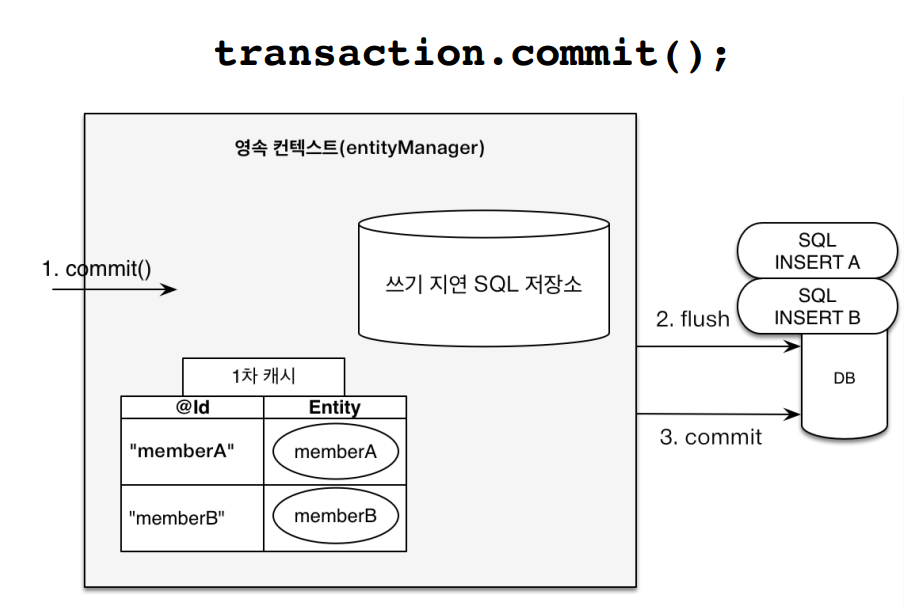 transaction.commit();
영속 컨텍스트(entityManager)
1. commit()
쓰기 지연 SQL 저장소
SQL
INSERT A
SQL
INSERT B
2. flush
DB
3. commit
1차 캐시
@Id Entity
"memberA" memberA
"memberB" memberB